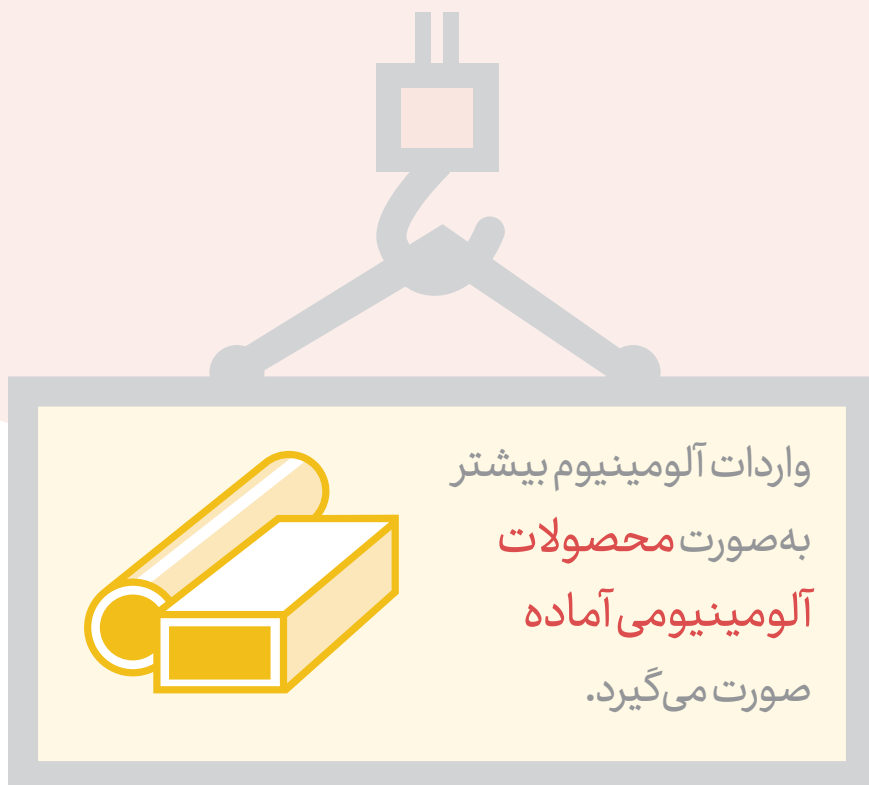 واردات آلومینیوم بیشتر
به‌صورت محصولات
آلومینیومی آماده
صورت می‌گیرد.